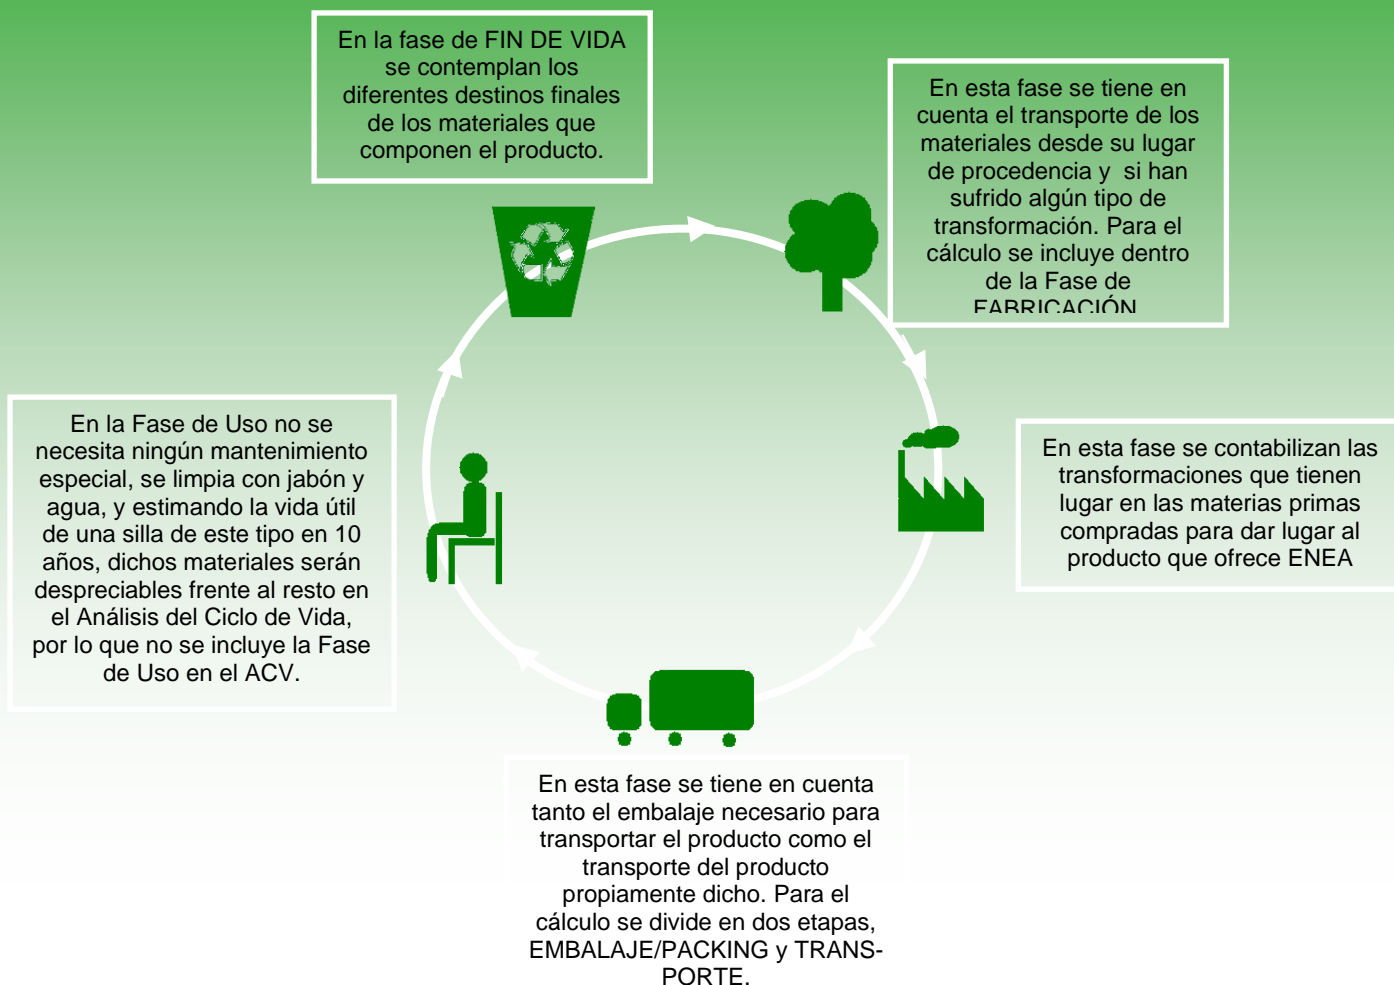 En la fase de FIN DE VIDA
se contemplan los
diferentes destinos finales
de los materiales que
componen el producto.
En esta fase se tiene en
cuenta el transporte de los
materiales desde su lugar
de procedencia y  si han
sufrido algún tipo de
transformación. Para el
cálculo se incluye dentro
de la Fase de
FABRICACIÓN
En la Fase de Uso no se
necesita ningún mantenimiento
especial, se limpia con jabón y
agua, y estimando la vida útil
de una silla de este tipo en 10
años, dichos materiales serán
despreciables frente al resto en
el Análisis del Ciclo de Vida,
por lo que no se incluye la Fase
de Uso en el ACV.
En esta fase se contabilizan las
transformaciones que tienen
lugar en las materias primas
compradas para dar lugar al
producto que ofrece ENEA
En esta fase se tiene en cuenta
tanto el embalaje necesario para
transportar el producto como el
transporte del producto
propiamente dicho. Para el
cálculo se divide en dos etapas,
EMBALAJE/PACKING y TRANS-
PORTE.